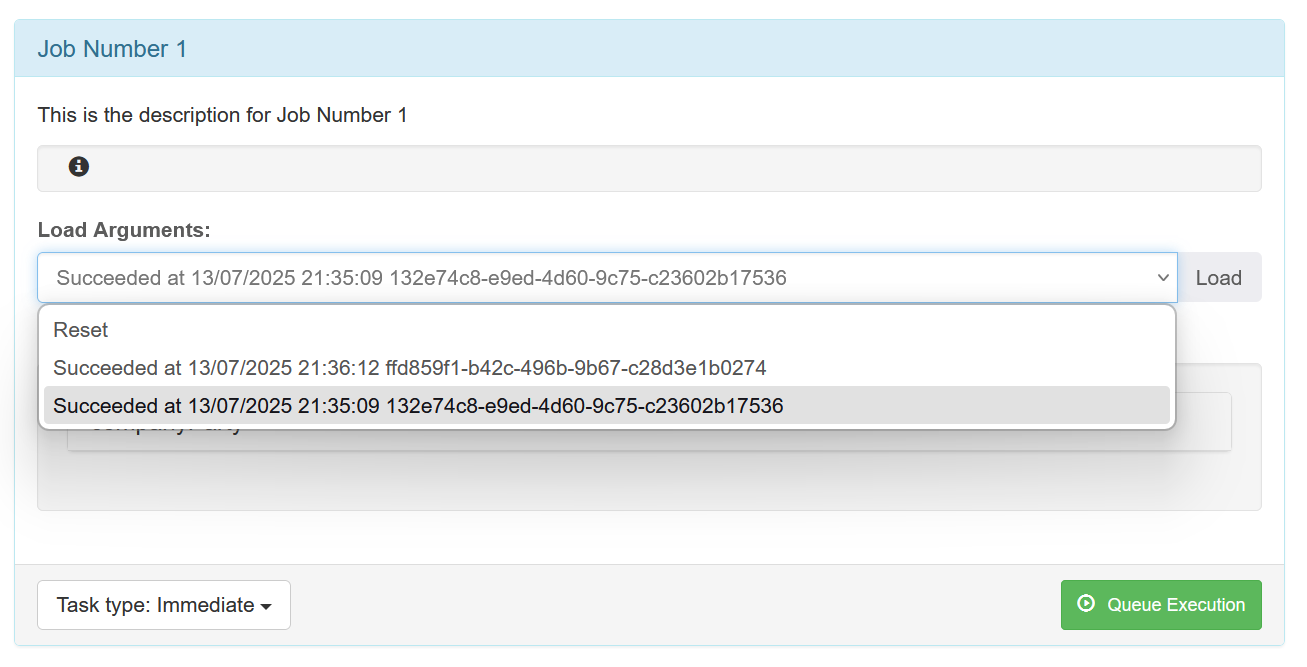 Job Number 1
This is the description for Job Number 1
Load Arguments:
Succeeded at 13/07/2025 21:35:09 132e74c8-e9ed-4d60-9c75-c23602b17536
Load
Reset
Succeeded at 13/07/2025 21:36:12 ffd859f1-b42c-496b-9b67-c28d3e1b0274
Succeeded at 13/07/2025 21:35:09 132e74c8-e9ed-4d60-9c75-c23602b17536
Task type: Immediate
Queue Execution